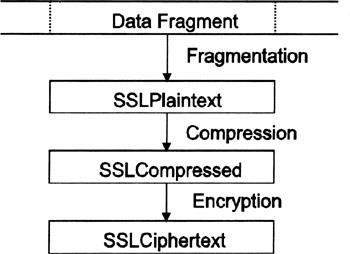 Data Fragment
Fragmentation
SSLPlaintext
Compression
SSLCompressed
Encryption
SSLCiphertext